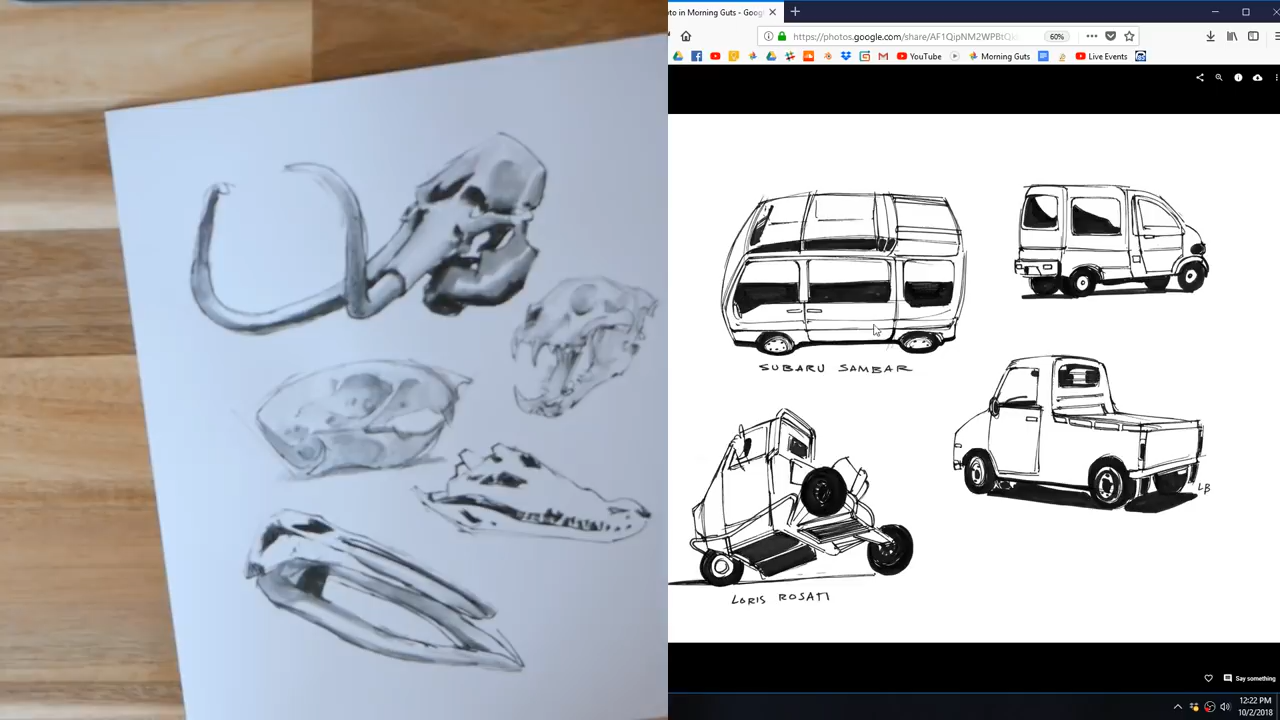 to in Morning Guts - Goog
https://photos.google.com/share/AF1QipNM2WPBtQ
60%
YouTube
Morning Guts
Live Events
SUBARU SAMBAR
LB
LORIS ROSATI
Say something
12:22 PM
10/2/2018